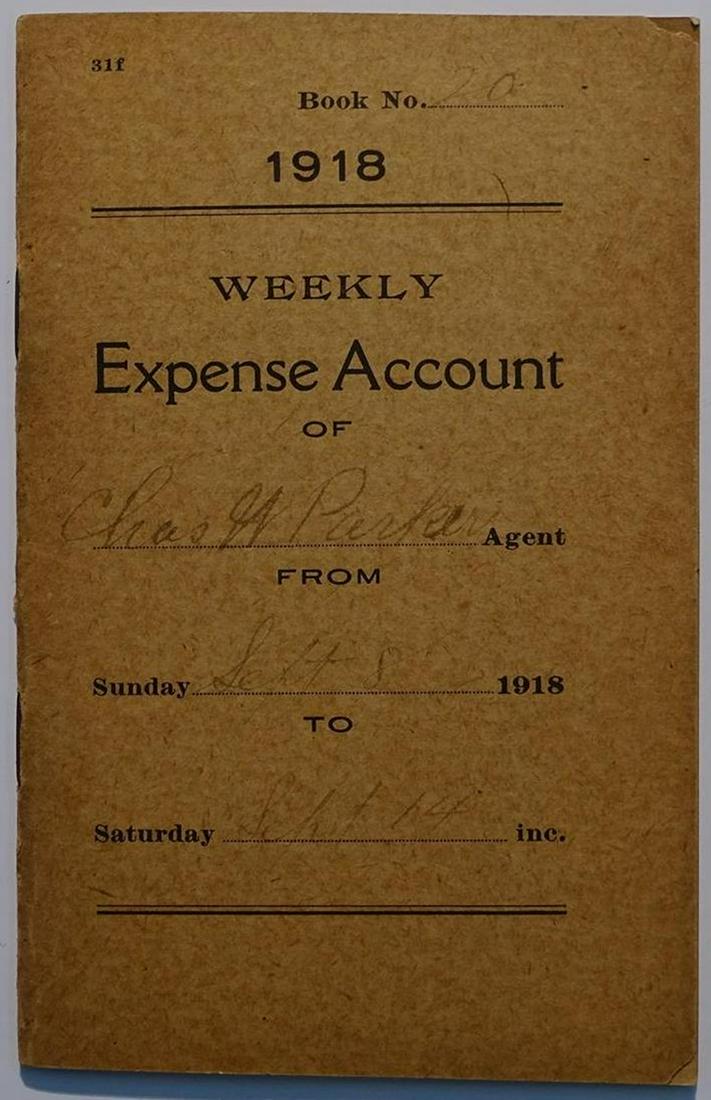 31f
Book No. 20
1918
WEEKLY
Expense Account
OF
Chas W Parker Agent
FROM
Sunday Sept 8 1918
TO
Saturday Sept 14 inc.